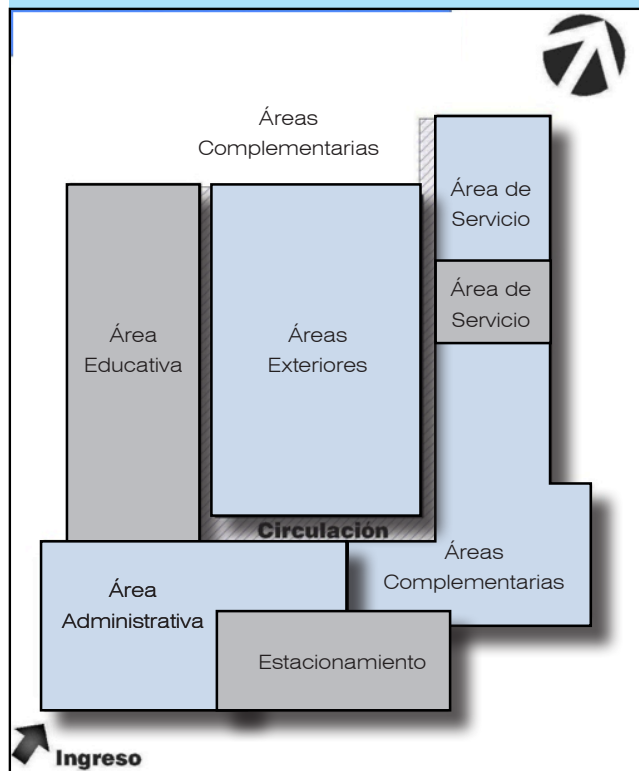 Áreas
Complementarias
Área de
Servicio
Área de
Servicio
Área
Educativa
Áreas
Exteriores
Circulación
Áreas
Complementarias
Área
Administrativa
Estacionamiento
Ingreso